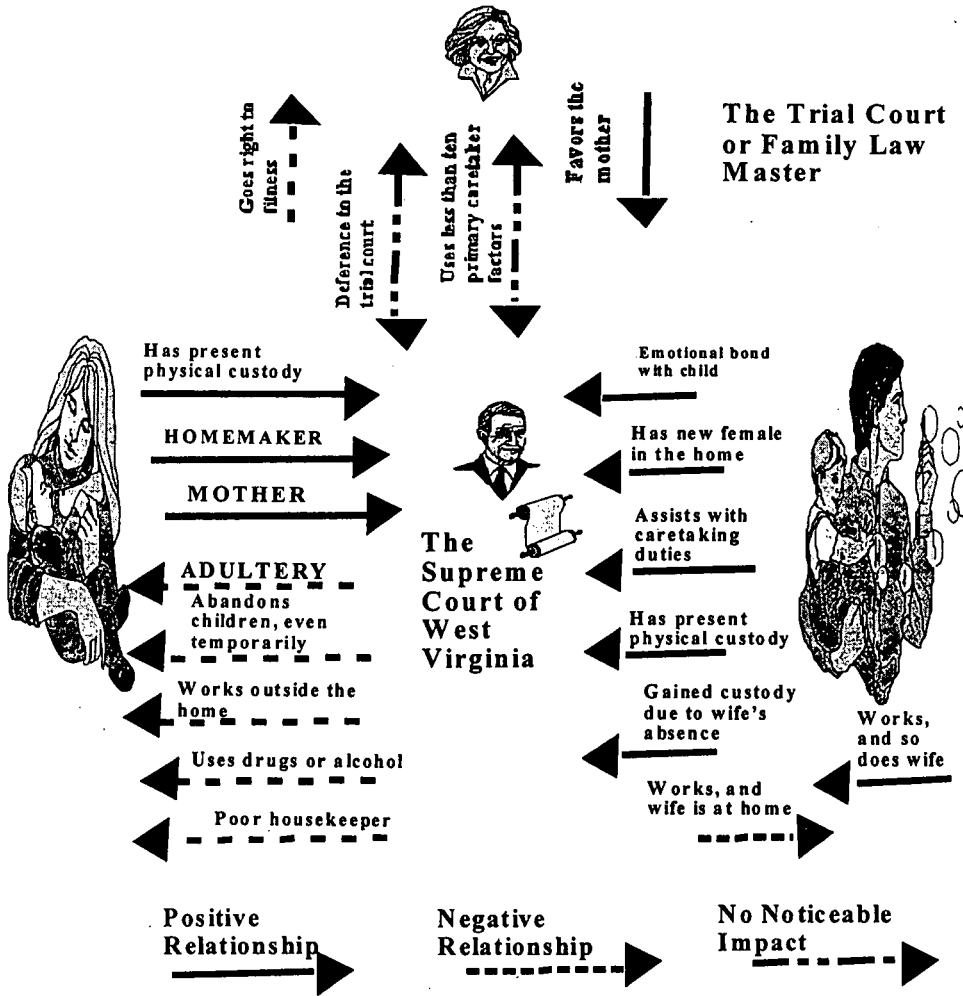 Goes right to
fitness
Deference to the
trial court
Uses less than ten
primary caretaker
factors
Favors the
mother
The Trial Court
or Family Law
Master
Has present
physical custody
HOMEMAKER
MOTHER
ADULTERY
Abandons
children, even
temporarily
Works outside the
home
Uses drugs or alcohol
Poor housekeeper
The
Supreme
Court of
West
Virginia
Emotional bond
with child
Has new female
in the home
Assists with
caretaking
duties
Has present
physical custody
Gained custody
due to wife's
absence
Works,
and so
does wife
Works, and
wife is at home
Positive
Relationship
Negative
Relationship
No Noticeable
Impact